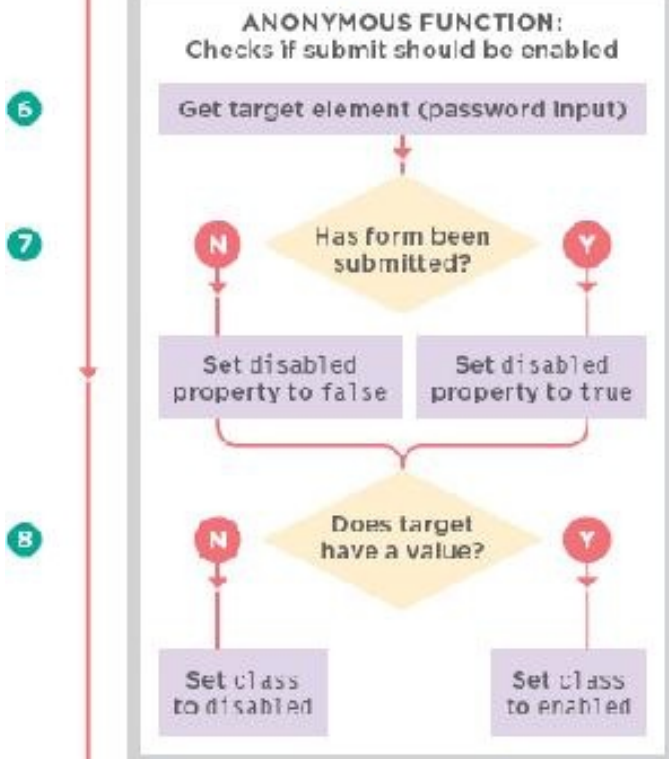 ANONYMOUS FUNCTION:
Checks if submit should be enabled
6
Get target element (password input)
7
N
Has form been
submitted?
Y
Set disabled
property to false
Set disabled
property to true
8
N
Does target
have a value?
Y
Set class
to disabled
Set class
to enabled